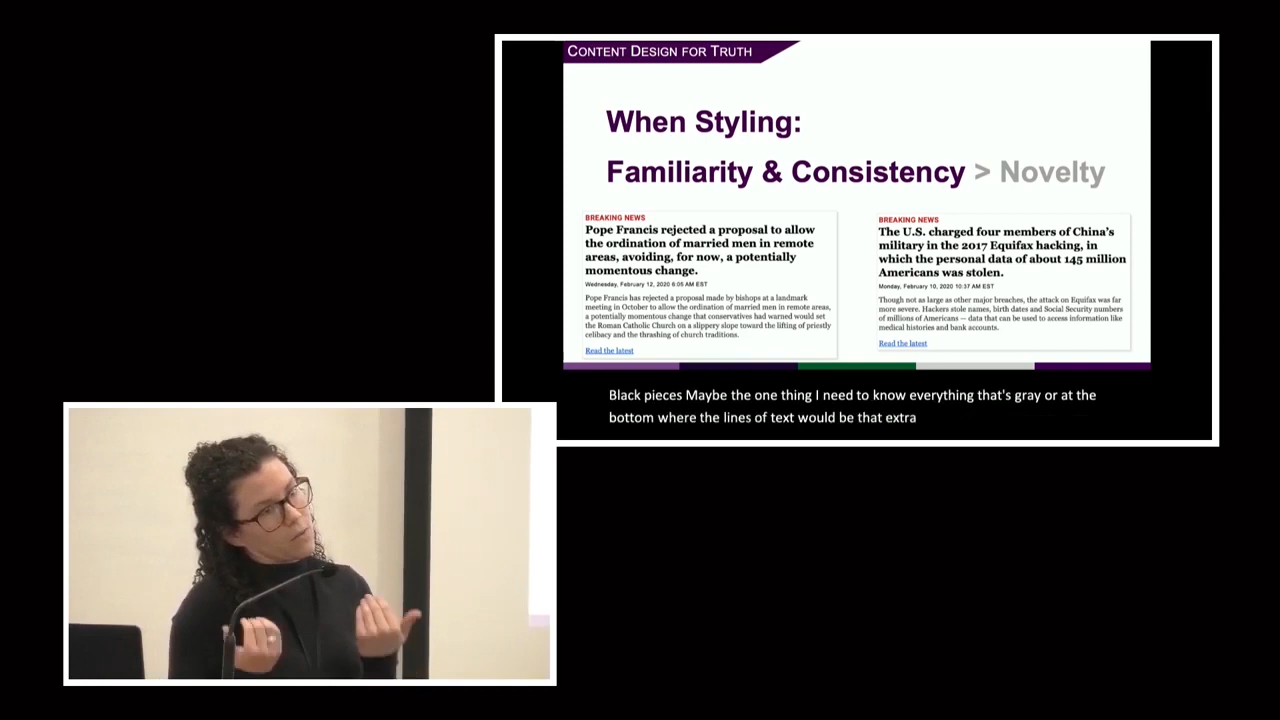 CONTENT DESIGN FOR TRUTH
When Styling:
Familiarity & Consistency > Novelty
BREAKING NEWS
Pope Francis rejected a proposal to allow
the ordination of married men in remote
areas, avoiding, for now, a potentially
momentous change.
Wednesday, February 12, 2020 6:05 AM EST
Pope Francis has rejected a proposal made by bishops at a landmark
meeting in October to allow the ordination of married men in remote areas,
a potentially momentous change that conservatives had warned would set
the Roman Catholic Church on a slippery slope toward the lifting of priestly
celibacy and the thrashing of church traditions.
Read the latest
BREAKING NEWS
The U.S. charged four members of China's
military in the 2017 Equifax hacking, in
which the personal data of about 145 million
Americans was stolen.
Monday, February 10, 2020 10:37 AM EST
Though not as large as other major breaches, the attack on Equifax was far
more severe. Hackers stole names, birth dates and Social Security numbers
of millions of Americans — data that can be used to access information like
medical histories and bank accounts.
Read the latest
Black pieces Maybe the one thing I need to know everything that's gray or at the
bottom where the lines of text would be that extra